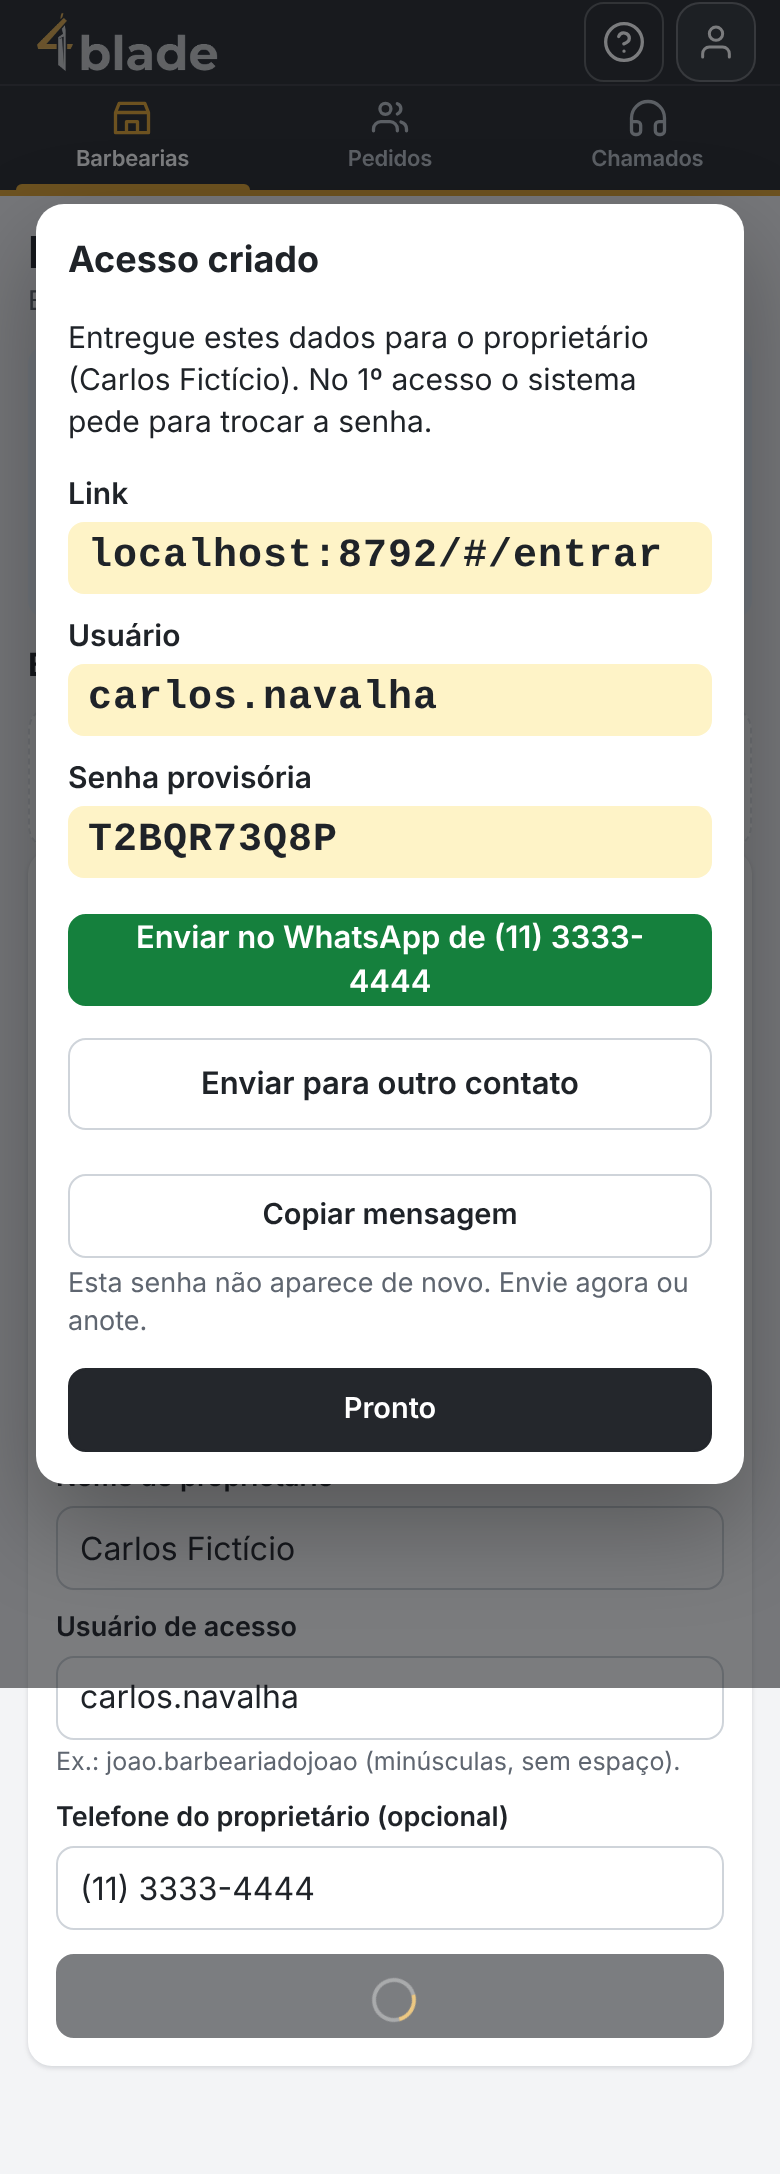 4blade
Barbearias
Pedidos
Chamados
Acesso criado
Entregue estes dados para o proprietário
(Carlos Fictício). No 1º acesso o sistema
pede para trocar a senha.
Link
localhost:8792/#/entrar
Usuário
carlos.navalha
Senha provisória
T2BQR73Q8P
Enviar no WhatsApp de (11) 3333-
4444
Enviar para outro contato
Copiar mensagem
Esta senha não aparece de novo. Envie agora ou
anote.
Pronto
Carlos Fictício
Usuário de acesso
carlos.navalha
Ex.: joao.barbeariadojoao (minúsculas, sem espaço).
Telefone do proprietário (opcional)
(11) 3333-4444